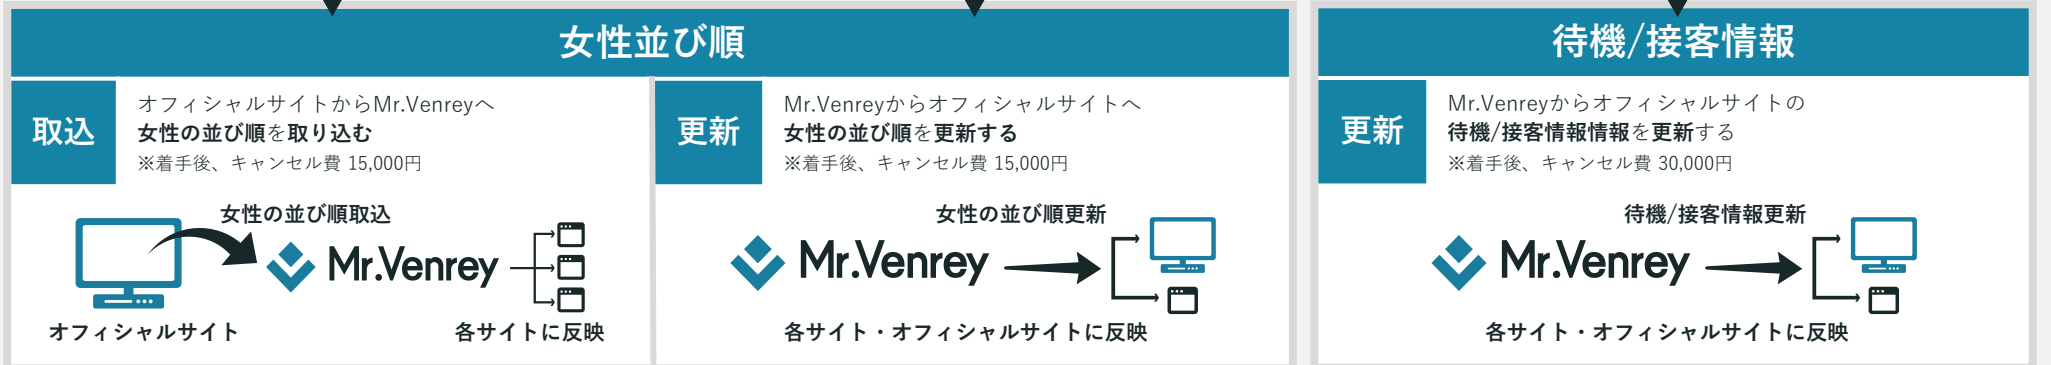 女性並び順
取込
オフィシャルサイトからMr.Venreyへ
女性の並び順を取り込む
※着手後、キャンセル費 15,000円
女性の並び順取込
Mr.Venrey
オフィシャルサイト
各サイトに反映
更新
Mr.Venreyからオフィシャルサイトへ
女性の並び順を更新する
※着手後、キャンセル費 15,000円
女性の並び順更新
Mr.Venrey
各サイト・オフィシャルサイトに反映
待機/接客情報
更新
Mr.Venreyからオフィシャルサイトの
待機/接客情報情報を更新する
※着手後、キャンセル費 30,000円
待機/接客情報更新
Mr.Venrey
各サイト・オフィシャルサイトに反映